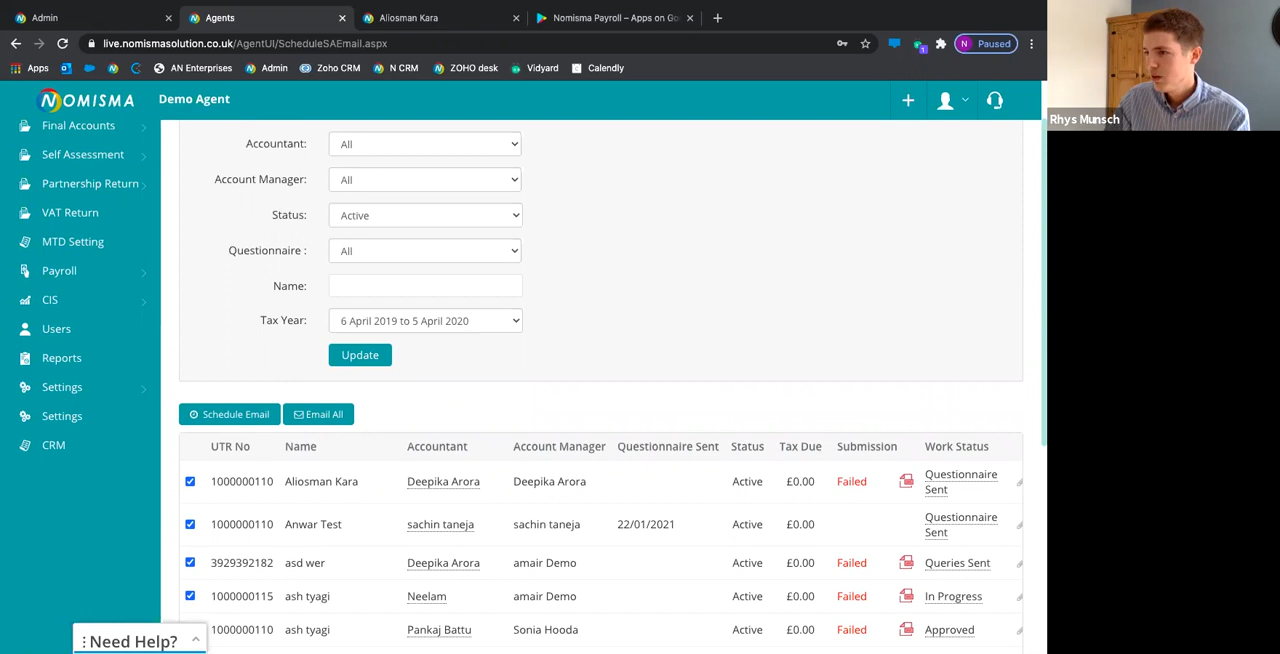 Admin
Agents
Aliosman Kara
Nomisma Payroll – Apps on Go
live.nomismasolution.co.uk/AgentUI/ScheduleSAEmail.aspx
1
N Paused
Apps
AN Enterprises
Admin
Zoho CRM
N CRM
ZOHO desk
Vidyard
Calendly
NOMISMA
Demo Agent
Rhys Munsch
Final Accounts
Self Assessment
Partnership Return
VAT Return
MTD Setting
Payroll
CIS
Users
Reports
Settings
Settings
CRM
Need Help?
Accountant: All
Account Manager: All
Status: Active
Questionnaire : All
Name:
Tax Year: 6 April 2019 to 5 April 2020
Update
Schedule Email Email All
UTR No Name Accountant Account Manager Questionnaire Sent Status Tax Due Submission Work Status
1000000110 Aliosman Kara Deepika Arora Deepika Arora Active £0.00 Failed Questionnaire Sent
1000000110 Anwar Test sachin taneja sachin taneja 22/01/2021 Active £0.00 Questionnaire Sent
3929392182 asd wer Deepika Arora amair Demo Active £0.00 Failed Queries Sent
1000000115 ash tyagi Neelam amair Demo Active £0.00 Failed In Progress
1000000110 ash tyagi Pankaj Battu Sonia Hooda Active £0.00 Failed Approved